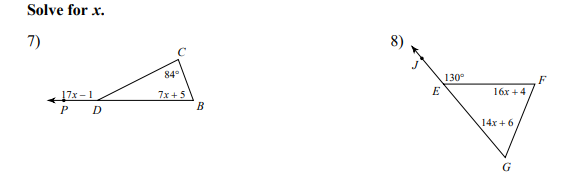 Solve for x.
7)
C
84°
17x – 1
7x + 5
P
D
B
8)
J
130°
E
F
16x + 4
14x + 6
G